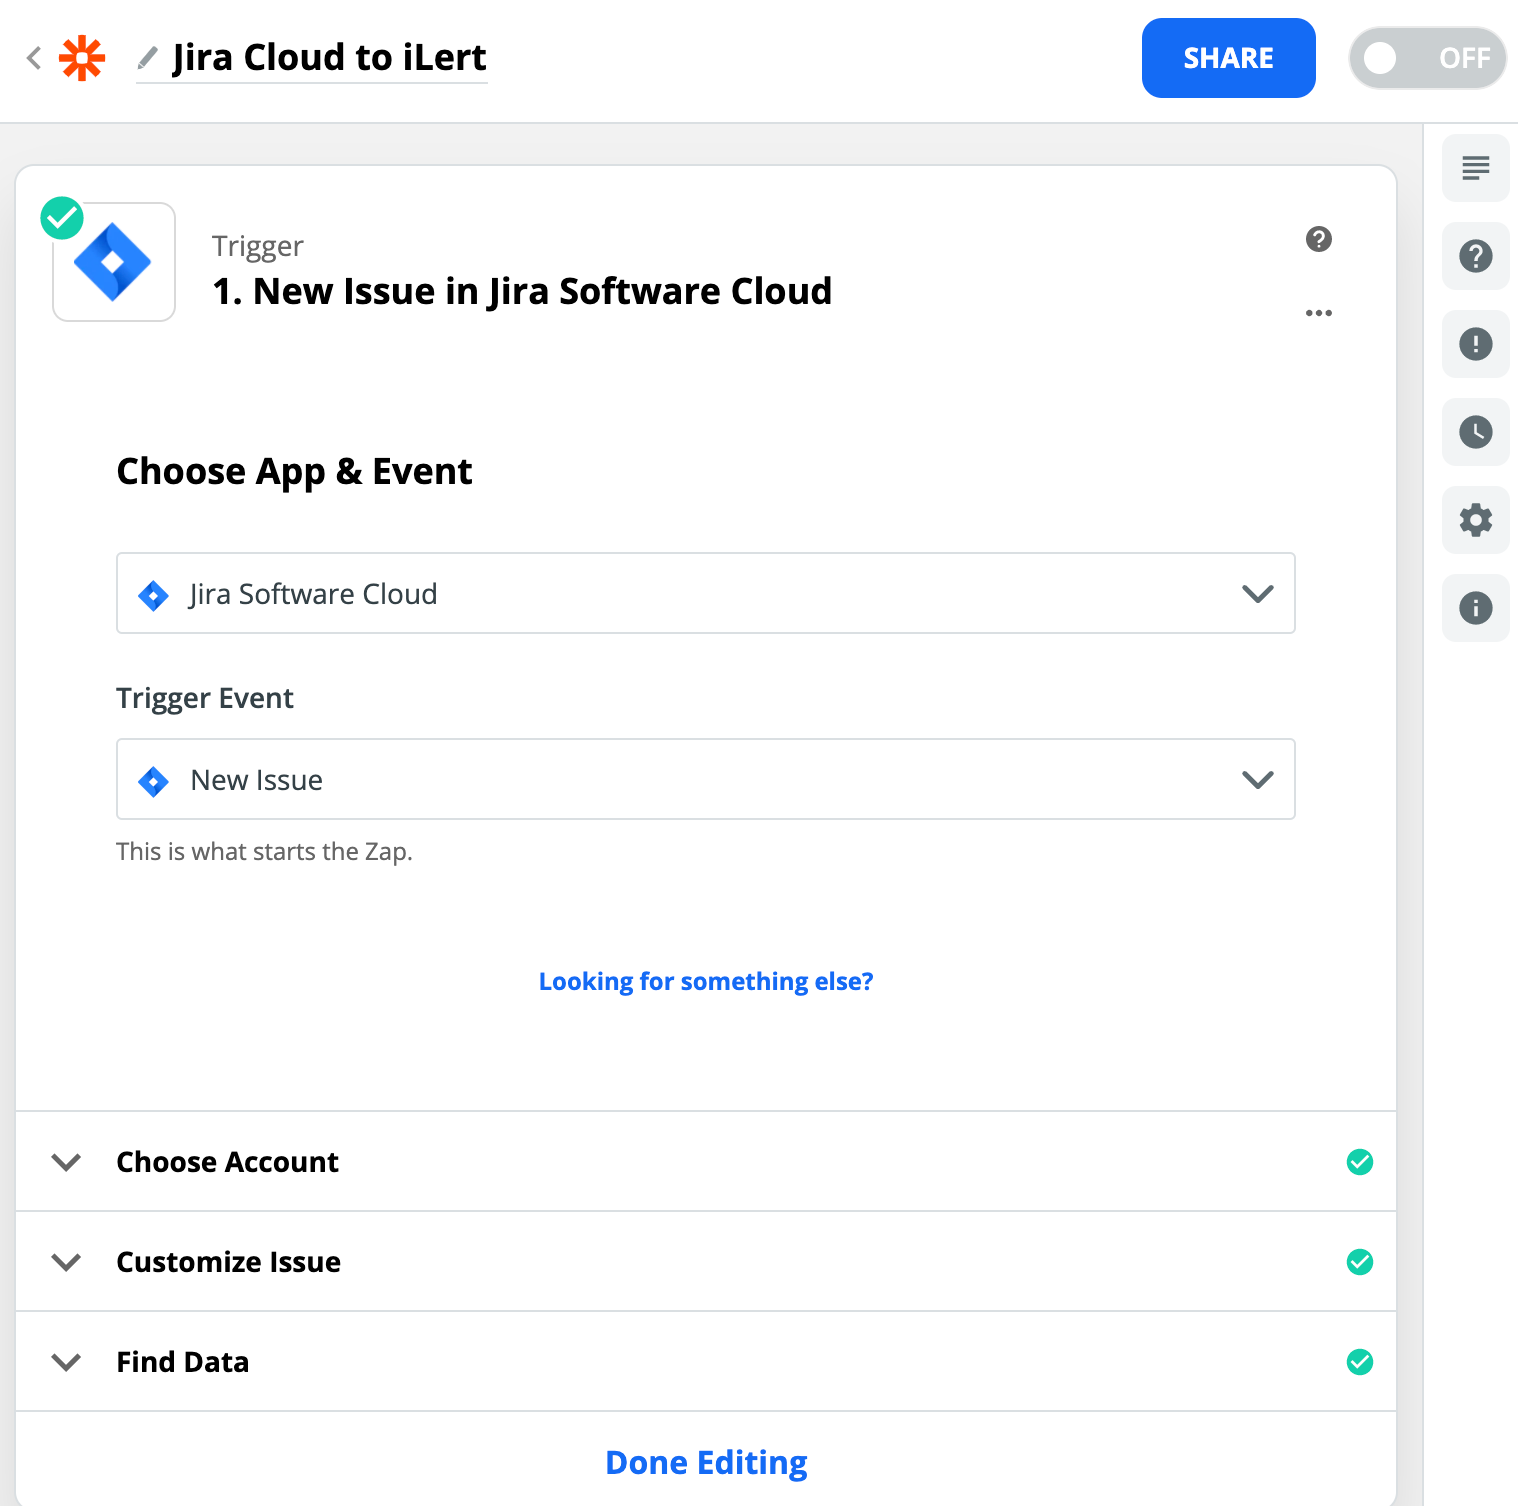 Jira Cloud to iLert
SHARE
OFF
Trigger
1. New Issue in Jira Software Cloud
Choose App & Event
Jira Software Cloud
Trigger Event
New Issue
This is what starts the Zap.
Looking for something else?
Choose Account
Customize Issue
Find Data
Done Editing